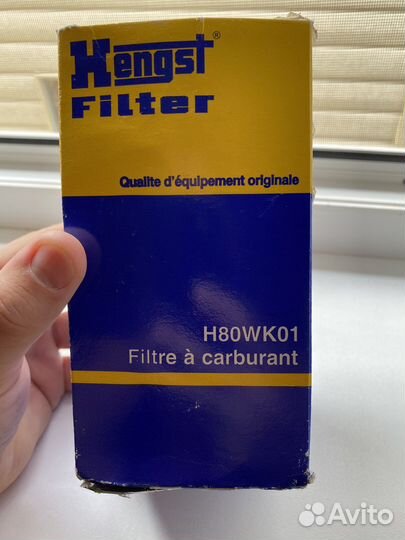 Hengst®
Filter
Qualite d'équipement originale
H80WK01
Filtre à carburant
Avito